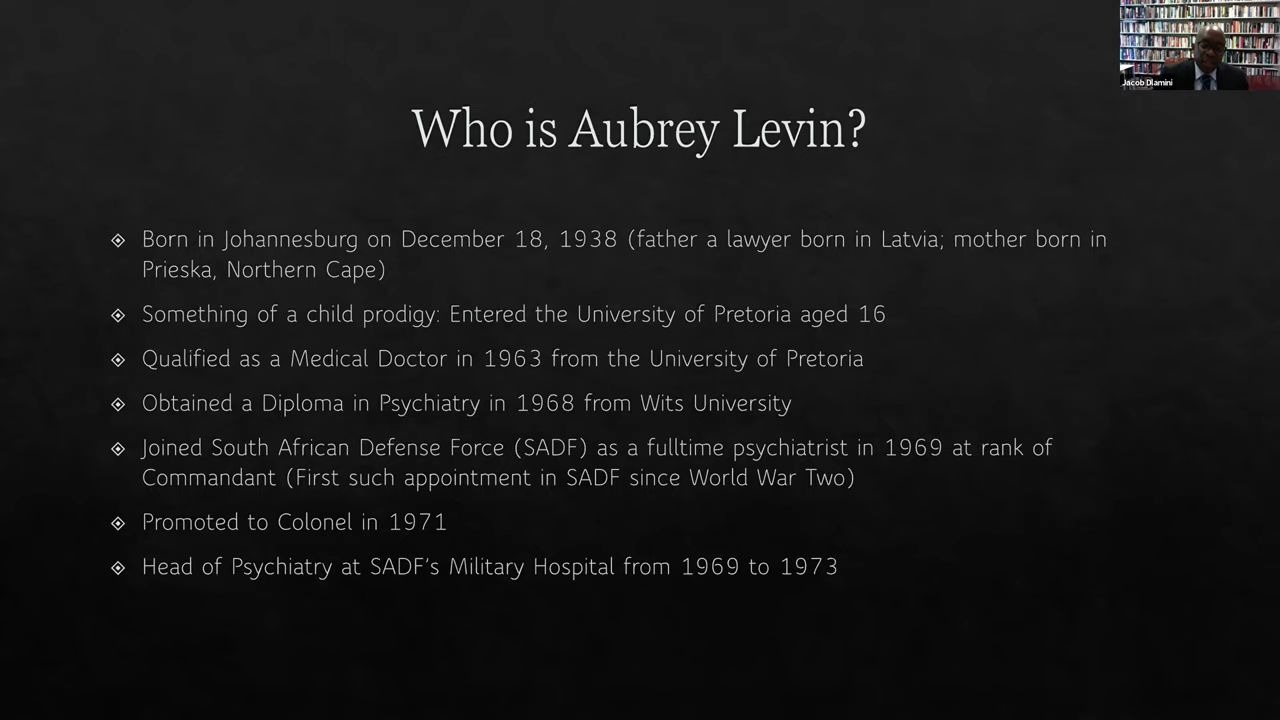 Jacob Dlamini
Who is Aubrey Levin?
Born in Johannesburg on December 18, 1938 (father a lawyer born in Latvia; mother born in
Prieska, Northern Cape)
Something of a child prodigy: Entered the University of Pretoria aged 16
Qualified as a Medical Doctor in 1963 from the University of Pretoria
Obtained a Diploma in Psychiatry in 1968 from Wits University
Joined South African Defense Force (SADF) as a fulltime psychiatrist in 1969 at rank of
Commandant (First such appointment in SADF since World War Two)
Promoted to Colonel in 1971
Head of Psychiatry at SADF's Military Hospital from 1969 to 1973